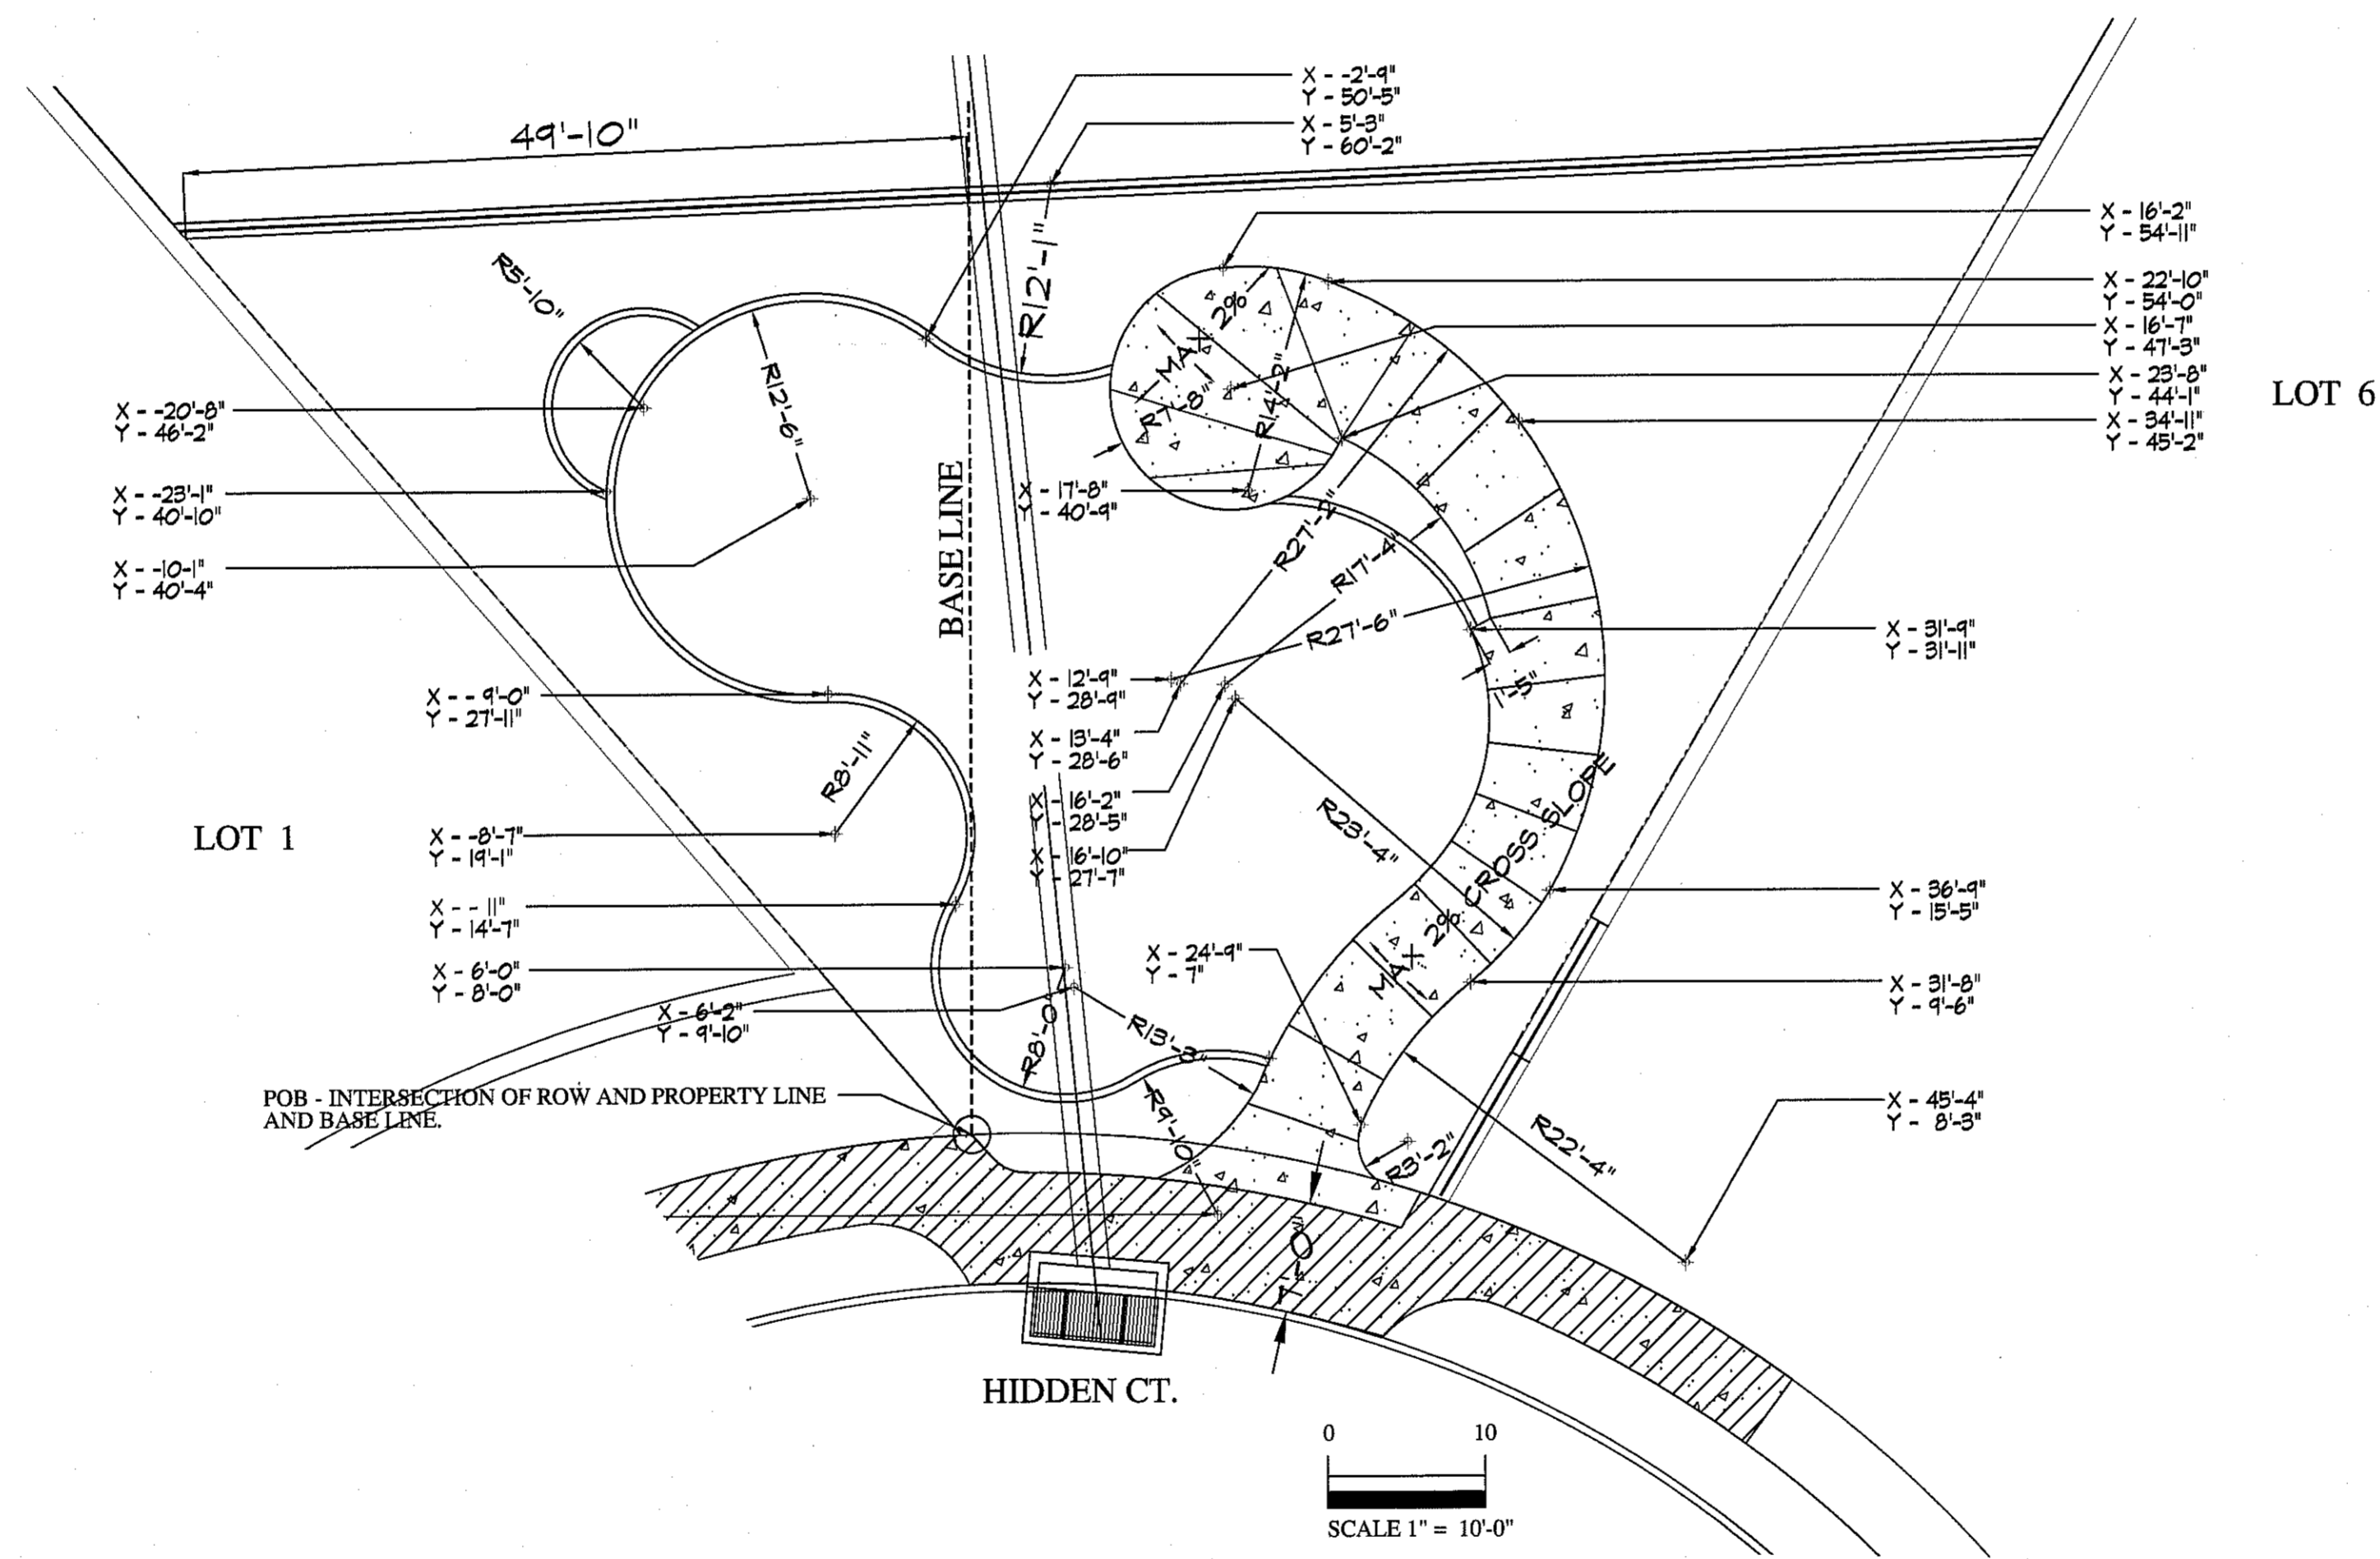 X - -2'-9"
Y - 50'-5"
X - 5'-3"
Y - 60'-2"
49'-10"
X - 16'-2"
Y - 54'-11"
R5'-10"
R12'-1"
X - 22'-10"
Y - 54'-0"
X - 16'-7"
Y - 47'-3"
X - 23'-8"
Y - 44'-1"
X - 34'-11"
Y - 45'-2"
LOT 6
MAX 2%
R7'-8"
R14'-2"
R12'-6"
X - -20'-8"
Y - 46'-2"
X - -23'-1"
Y - 40'-10"
X - -10-1"
Y - 40'-4"
BASE LINE
X - 17'-8"
Y - 40'-9"
R27'-2"
R17'-4"
R27'-6"
X - 31'-9"
Y - 31'-11"
1'-5"
X - 12'-9"
Y - 28'-9"
X - - 9'-0"
Y - 27'-11"
X - 13'-4"
Y - 28'-6"
R8'-11"
X - 16'-2"
Y - 28'-5"
R23'-4"
LOT 1
X - -8'-7"
Y - 19'-1"
X - 16'-10"
Y - 27'-7"
MAX 2% CROSS SLOPE
X - 36'-9"
Y - 15'-5"
X - - 11"
Y - 14'-7"
X - 24'-9"
Y - 7"
X - 6'-0"
Y - 8'-0"
X - 31'-8"
Y - 9'-6"
X - 6'-2"
Y - 9'-10"
R8'-0"
R13'-3"
POB - INTERSECTION OF ROW AND PROPERTY LINE
AND BASE LINE.
R9'-10"
R3'-2"
R22'-4"
X - 45'-4"
Y - 8'-3"
7'-0"
HIDDEN CT.
0 10
SCALE 1" = 10'-0"